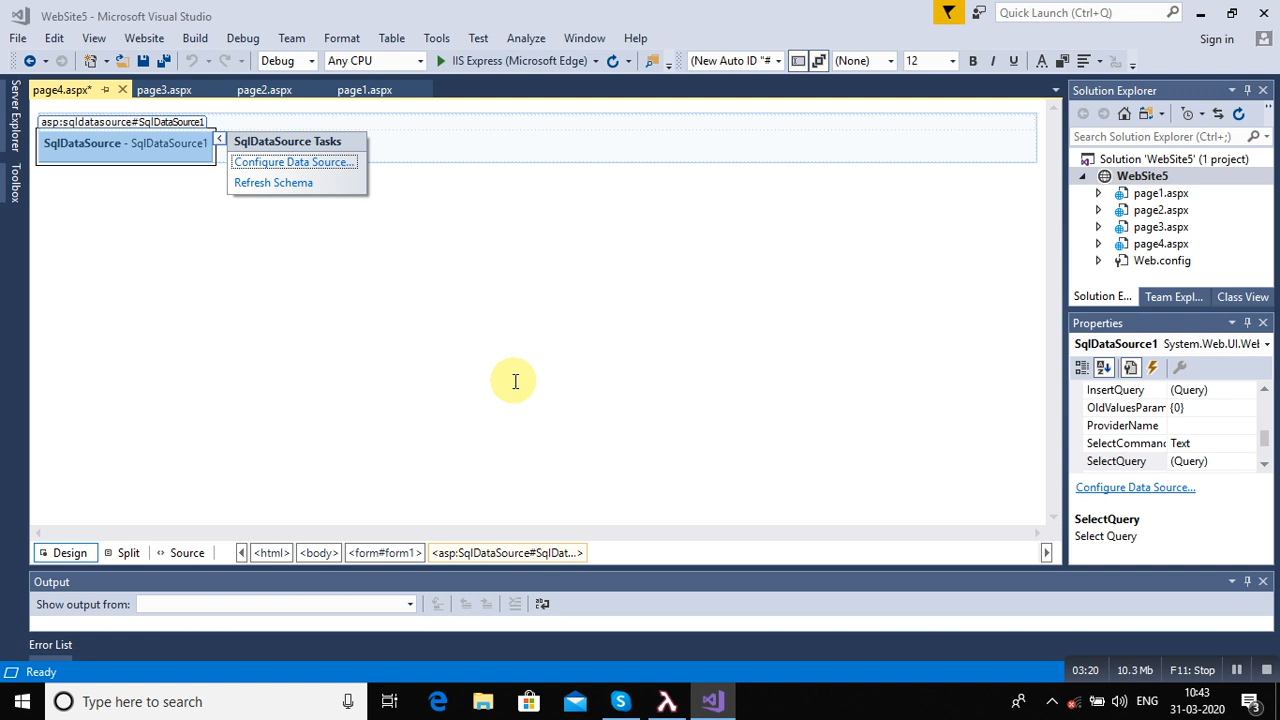 WebSite5 - Microsoft Visual Studio
Quick Launch (Ctrl+Q)
File Edit View Website Build Debug Team Format Table Tools Test Analyze Window Help
Sign in
Debug Any CPU IIS Express (Microsoft Edge) (New Auto ID "# (None) 12 B I U A
page4.aspx* page3.aspx page2.aspx page1.aspx
Server Explorer
Toolbox
asp:sqldatasource#SqlDataSource1
SqlDataSource - SqlDataSource1
SqlDataSource Tasks
Configure Data Source...
Refresh Schema
Solution Explorer
Search Solution Explorer (Ctrl+;)
Solution 'WebSite5' (1 project)
WebSite5
page1.aspx
page2.aspx
page3.aspx
page4.aspx
Web.config
Solution E... Team Expl... Class View
Properties
SqlDataSource1 System.Web.UI.Wel
InsertQuery (Query)
OldValuesParam {0}
ProviderName
SelectCommanc Text
SelectQuery (Query)
Configure Data Source...
SelectQuery
Select Query
Design Split Source <html> <body> <form#form1> <asp:SqlDataSource#SqlDat...>
Output
Show output from:
Error List
Ready
03:20 10.3 Mb F11: Stop
Type here to search
ENG
10:43
31-03-2020
3